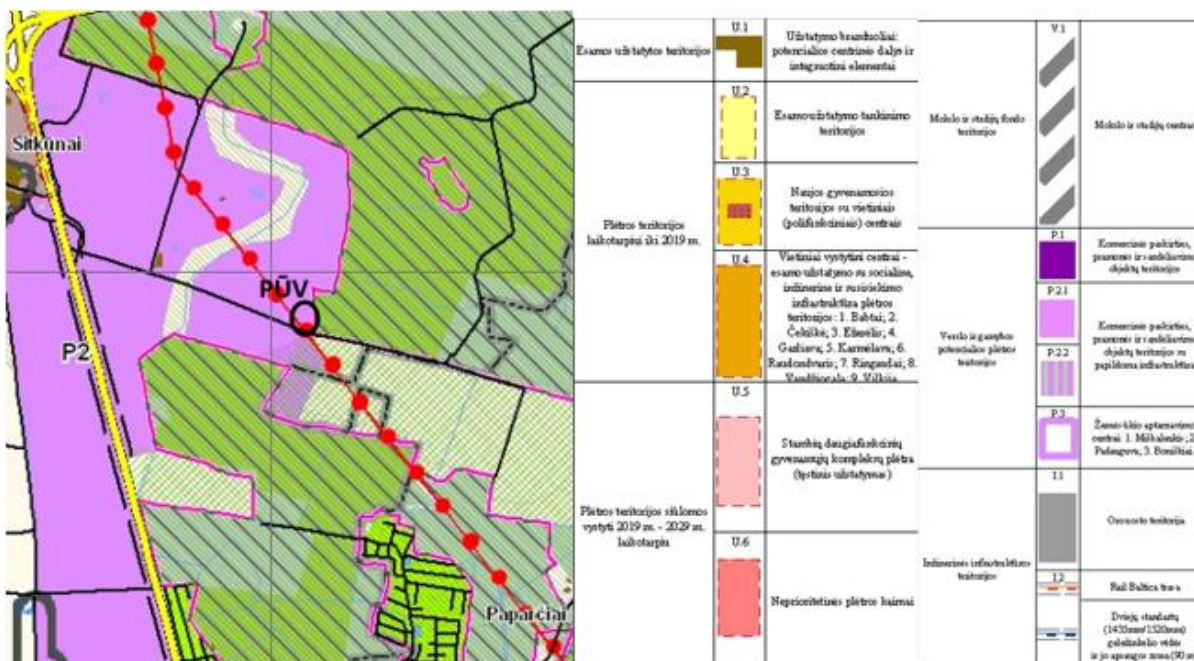 Sitkūnai
PŪV
P2
Paparčiai
Esamos užstatytos teritorijos
U.1
Užstatymo branduoliai:
potencialios centrinės dalys ir
integruotini elementai
Plėtros teritorijos
laikotarpiui iki 2019 m.
U.2
Esamo užstatymo tankinimo
teritorijos
U.3
Naujos gyvenamosios
teritorijos su vietiniais
(polifunkciniais) centrais
U.4
Vietiniai vystytini centrai -
esamo užstatymo su socialine,
inžinerine ir susisiekimo
infrastruktūra plėtros
teritorijos: 1. Babtai; 2.
Čekiškė; 3. Ežerėlis; 4.
Garliava; 5. Karmėlava; 6.
Raudondvaris; 7. Ringaudai; 8.
Vandžiogala; 9. Vilkija
Plėtros teritorijos siūlomos
vystyti 2019 m. - 2029 m.
laikotarpiu
U.5
Stambių daugiafunkcinių
gyvenamųjų kompleksų plėtra
(tęstinis užstatymas)
U.6
Neprioritetinės plėtros kaimai
Mokslo ir studijų fondo
teritorijos
V.1
Mokslo ir studijų centrai
Verslo ir gamybos
potencialios plėtros
teritorijos
P.1
Komercinės paskirties,
pramonės ir sandėliavimo
objektų teritorijos
P.2.1
P.2.2
Komercinės paskirties,
pramonės ir sandėliavimo
objektų teritorijos su
papildoma infrastruktūra
P.3
Žemės ūkio aptarnavimo
centrai: 1. 2.
3.
Inžinerinės infrastruktūros
teritorijos
I.1
Oro uosto teritorija
I.2
Rail Baltica trasa
Dviejų standartų
(1435mm/1520mm)
geležinkelio vėžės
ir jo apsaugos zona (90 m)